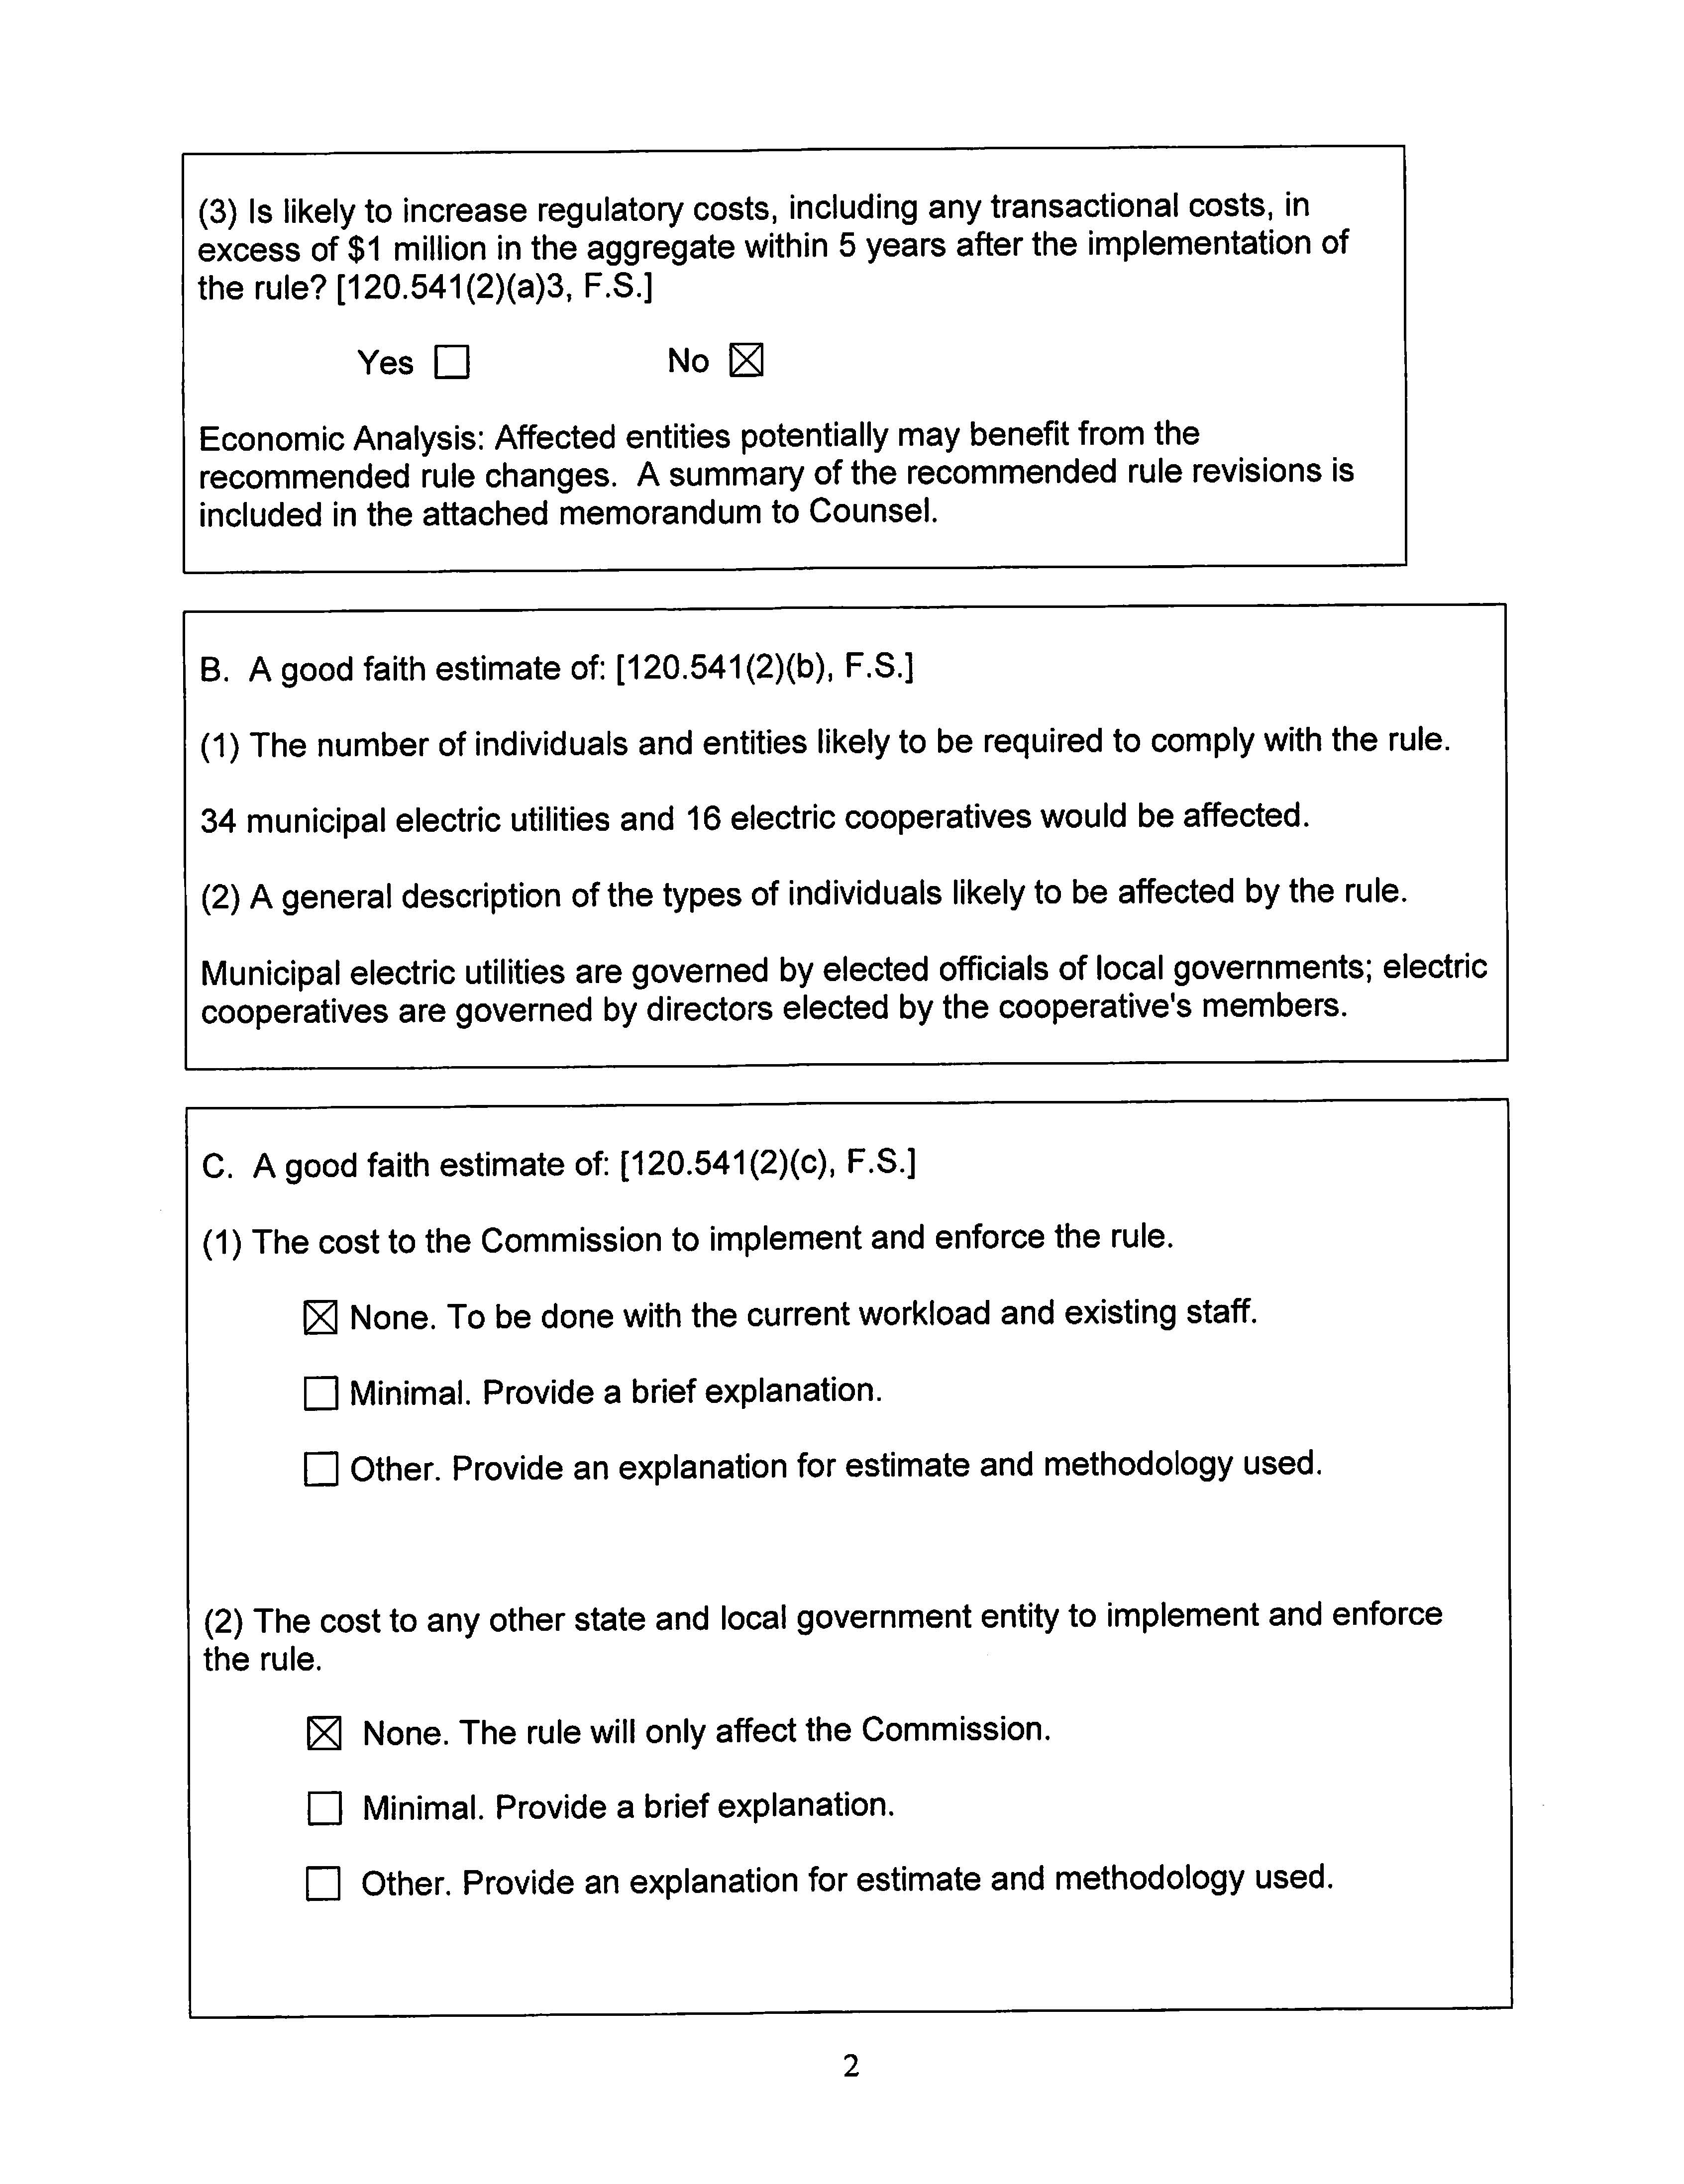 (3) Is likely to increase regulatory costs, including any transactional costs, in
excess of $1 million in the aggregate within 5 years after the implementation of
the rule? [120.541(2)(a)3, F.S.]
Yes ☐ No ☒
Economic Analysis: Affected entities potentially may benefit from the
recommended rule changes. A summary of the recommended rule revisions is
included in the attached memorandum to Counsel.
B. A good faith estimate of: [120.541(2)(b), F.S.]
(1) The number of individuals and entities likely to be required to comply with the rule.
34 municipal electric utilities and 16 electric cooperatives would be affected.
(2) A general description of the types of individuals likely to be affected by the rule.
Municipal electric utilities are governed by elected officials of local governments; electric
cooperatives are governed by directors elected by the cooperative's members.
C. A good faith estimate of: [120.541(2)(c), F.S.]
(1) The cost to the Commission to implement and enforce the rule.
☒ None. To be done with the current workload and existing staff.
☐ Minimal. Provide a brief explanation.
☐ Other. Provide an explanation for estimate and methodology used.
(2) The cost to any other state and local government entity to implement and enforce
the rule.
☒ None. The rule will only affect the Commission.
☐ Minimal. Provide a brief explanation.
☐ Other. Provide an explanation for estimate and methodology used.
2